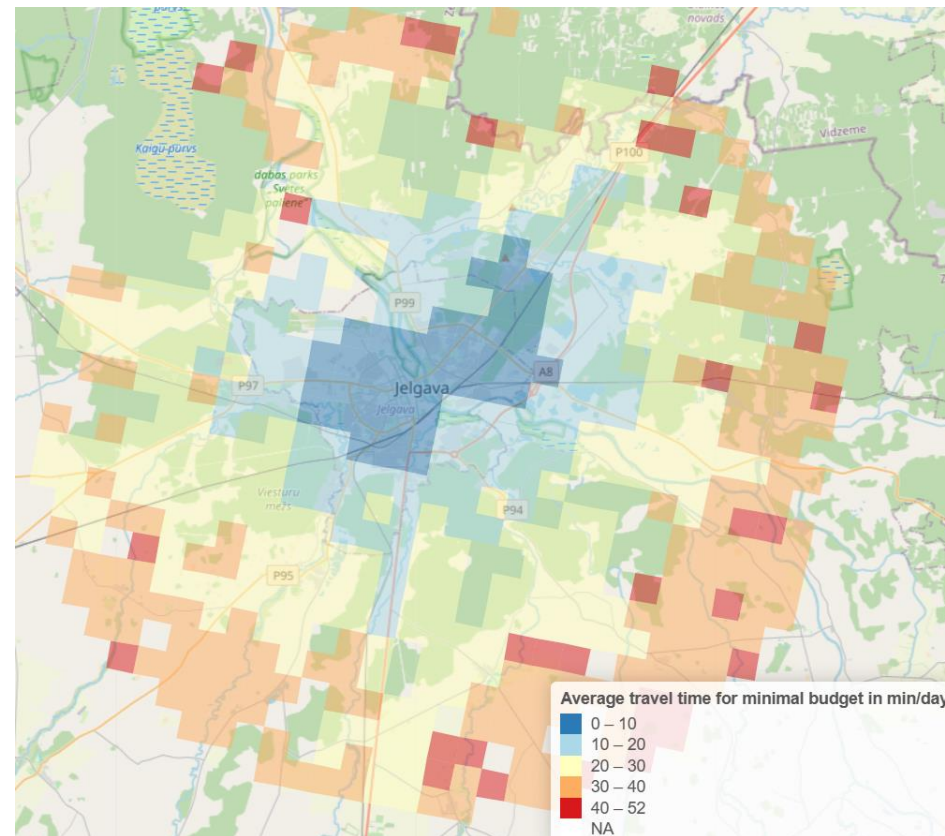 novads
Kaigu purvs
Vidzeme
P100
dabas parks
"Svētes
paliene"
P99
A8
P97
Jelgava
Jelgava
Viesturu
mežs
P94
P95
Average travel time for minimal budget in min/day
0 – 10
10 – 20
20 – 30
30 – 40
40 – 52
NA